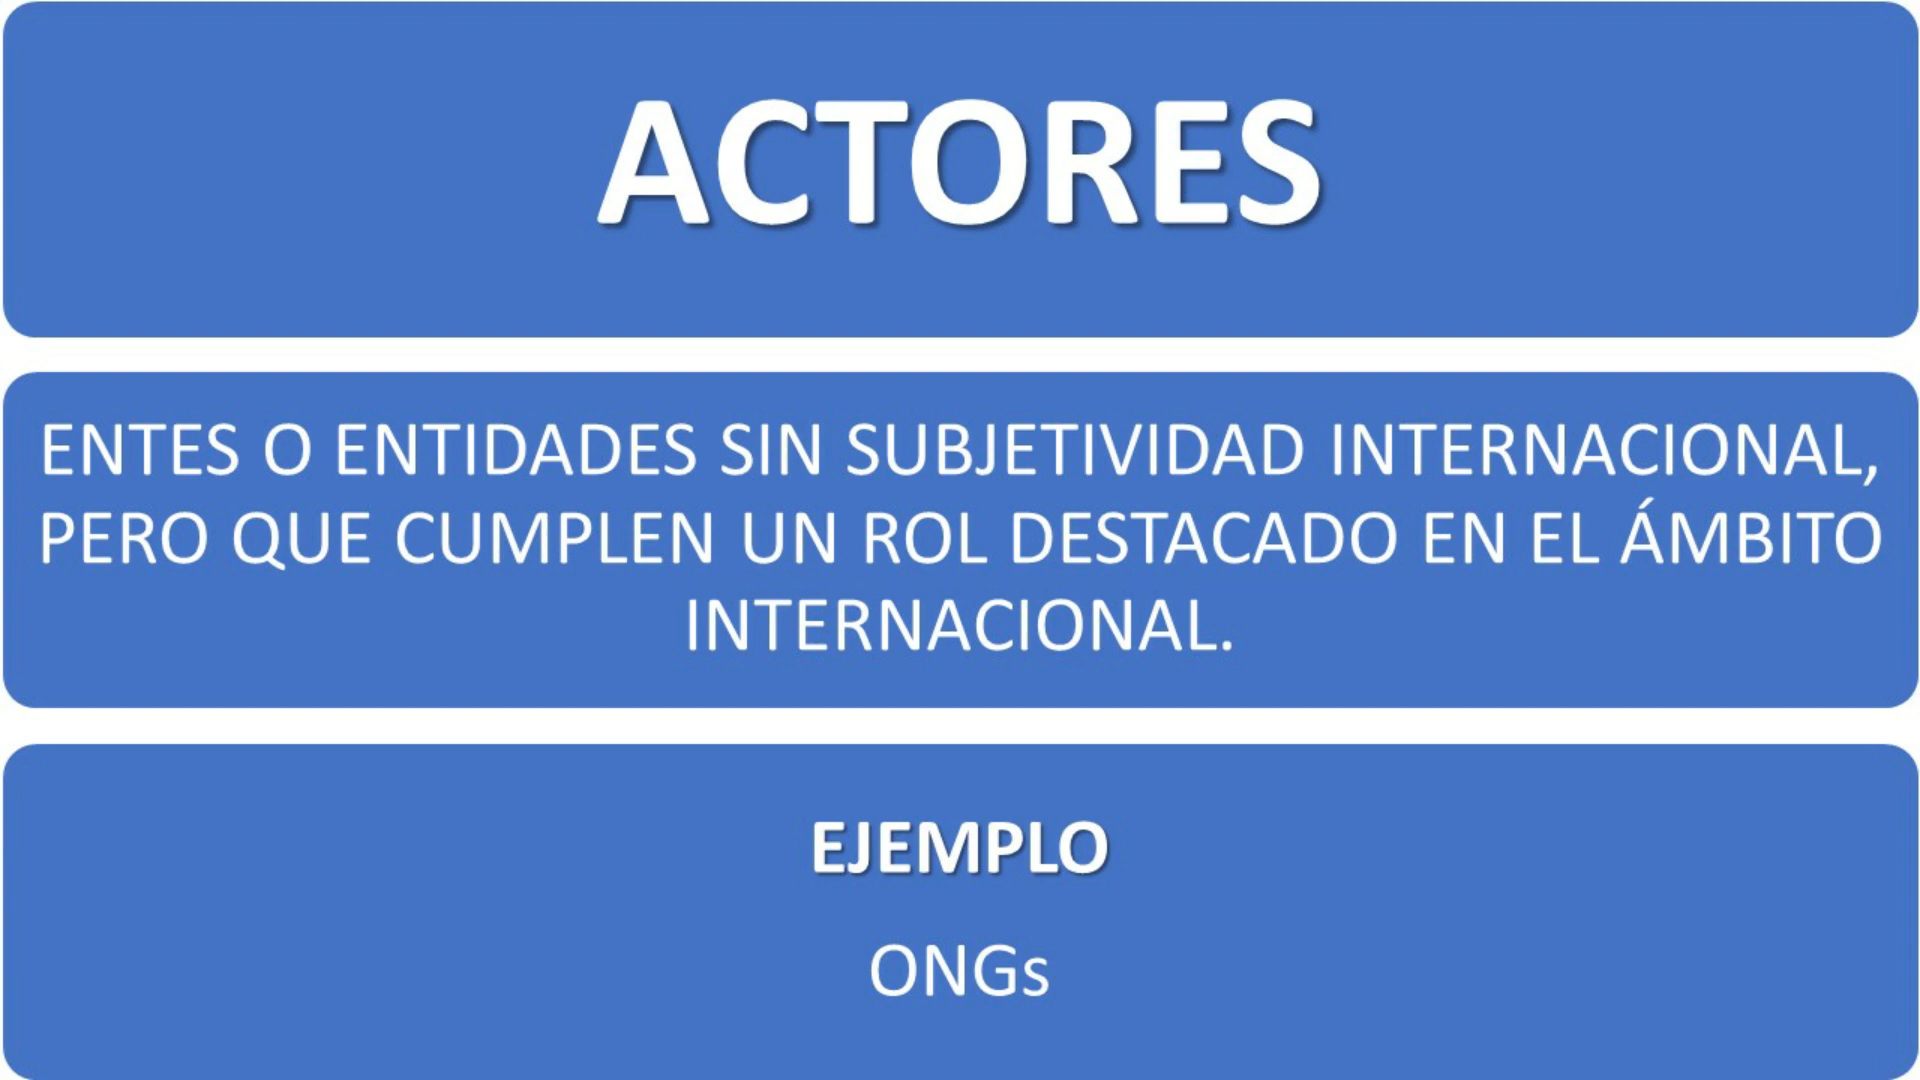 ACTORES
ENTES O ENTIDADES SIN SUBJETIVIDAD INTERNACIONAL,
PERO QUE CUMPLEN UN ROL DESTACADO EN EL ÁMBITO
INTERNACIONAL.
EJEMPLO
ONGs